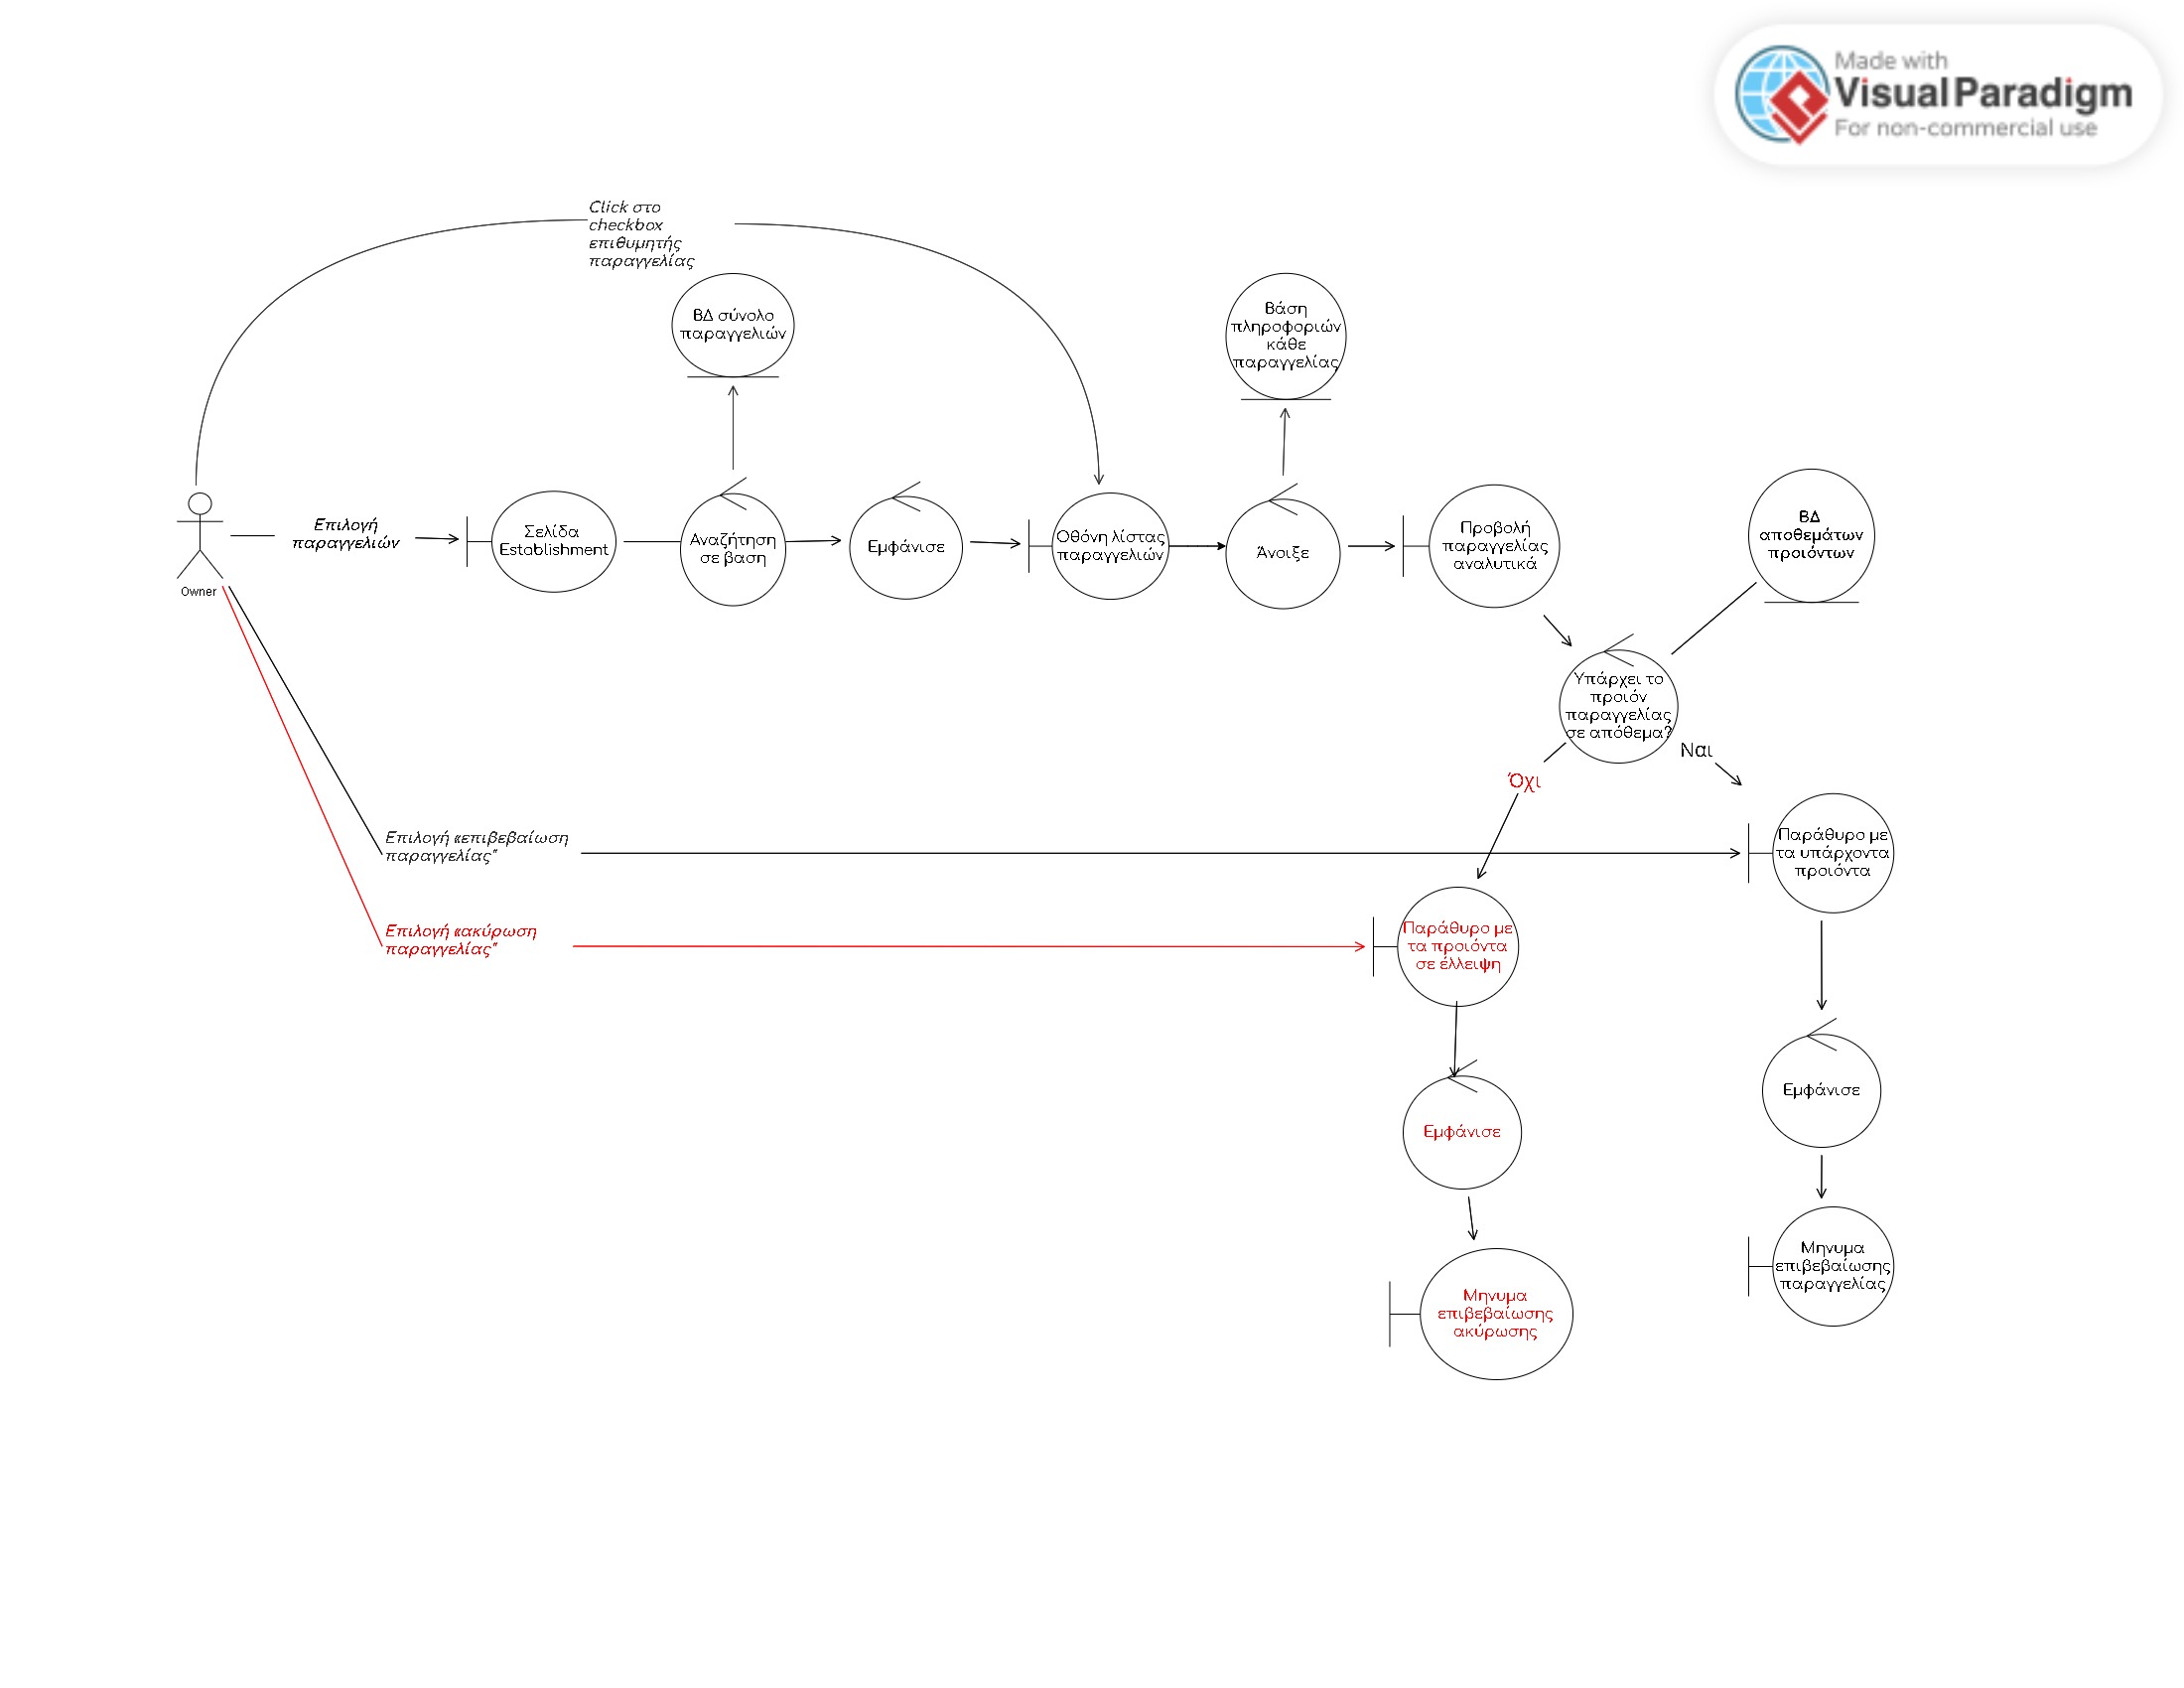 Made with
Visual Paradigm
For non-commercial use
Click στο
checkbox
επιθυμητής
παραγγελίας
ΒΔ σύνολο
παραγγελιών
Βάση
πληροφοριών
κάθε
παραγγελίας
Owner
Επιλογή
παραγγελιών
Σελίδα
Establishment
Αναζήτηση
σε βαση
Εμφάνισε
Οθόνη λίστας
παραγγελιών
Άνοιξε
Προβολή
παραγγελίας
αναλυτικά
ΒΔ
αποθεμάτων
προιόντων
Υπάρχει το
προιόν
παραγγελίας
σε απόθεμα?
Ναι
Όχι
Επιλογή «επιβεβαίωση
παραγγελίας"
Παράθυρο με
τα υπάρχοντα
προιόντα
Επιλογή «ακύρωση
παραγγελίας"
Παράθυρο με
τα προιόντα
σε έλλειψη
Εμφάνισε
Εμφάνισε
Μηνυμα
επιβεβαίωσης
παραγγελίας
Μηνυμα
επιβεβαίωσης
ακύρωσης